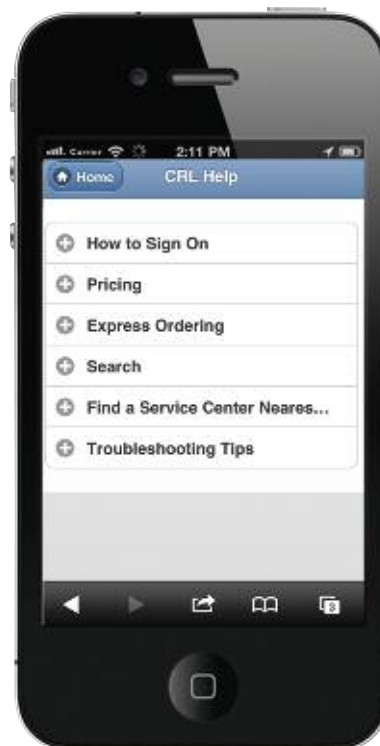 Carrier 2:11 PM
Home CRL Help
How to Sign On
Pricing
Express Ordering
Search
Find a Service Center Neares...
Troubleshooting Tips